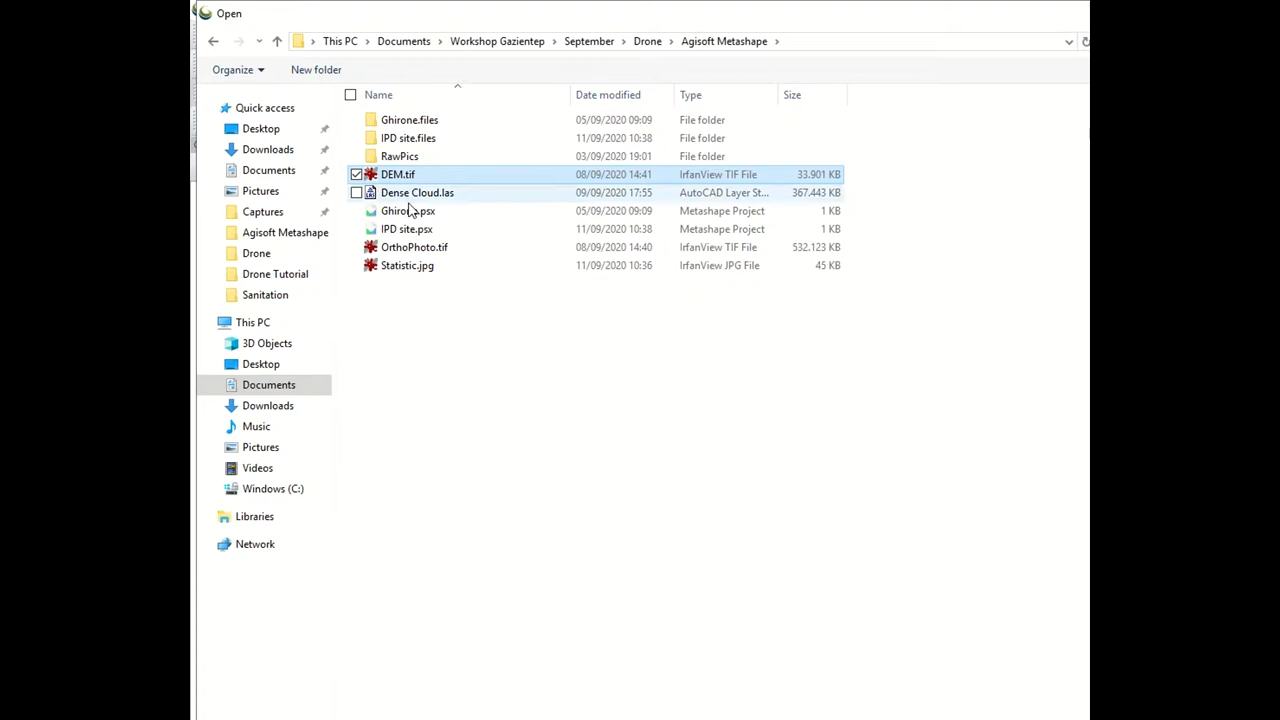 Open
This PC Documents Workshop Gazientep September Drone Agisoft Metashape
Organize New folder
Name Date modified Type Size
Quick access
Desktop
Downloads
Documents
Pictures
Captures
Agisoft Metashape
Drone
Drone Tutorial
Sanitation
This PC
3D Objects
Desktop
Documents
Downloads
Music
Pictures
Videos
Windows (C:)
Libraries
Network
Ghirone.files 05/09/2020 09:09 File folder
IPD site.files 11/09/2020 10:38 File folder
RawPics 03/09/2020 19:01 File folder
DEM.tif 08/09/2020 14:41 IrfanView TIF File 33.901 KB
Dense Cloud.las 09/09/2020 17:55 AutoCAD Layer St... 367.443 KB
05/09/2020 09:09 Metashape Project 1 KB
IPD site.psx 11/09/2020 10:38 Metashape Project 1 KB
OrthoPhoto.tif 08/09/2020 14:40 IrfanView TIF File 532.123 KB
Statistic.jpg 11/09/2020 10:36 IrfanView JPG File 45 KB